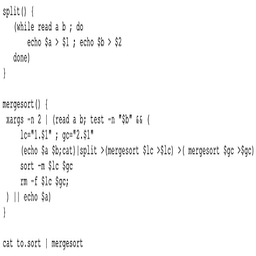 split() {
(while read a b ; do
echo $a > $1 ; echo $b > $2
done)
}
mergesort() {
xargs -n 2 | (read a b; test -n "$b" && (
lc="1.$1" ; gc="2.$1"
(echo $a $b;cat)|split >(mergesort $lc >$lc) >( mergesort $gc >$gc)
sort -m $lc $gc
rm -f $lc $gc;
) || echo $a)
}
cat to.sort | mergesort